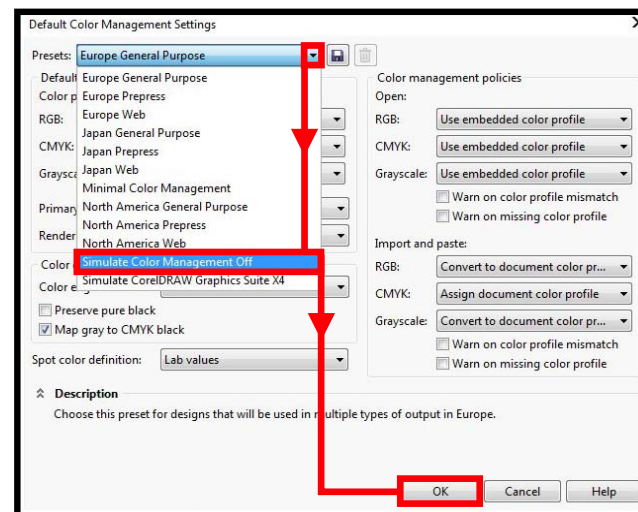 Default Color Management Settings
Presets: Europe General Purpose
Europe General Purpose
Europe Prepress
Europe Web
Japan General Purpose
Japan Prepress
Japan Web
Minimal Color Management
North America General Purpose
North America Prepress
North America Web
Simulate Color Management Off
Simulate CorelDRAW Graphics Suite X4
Default
Color p
RGB:
CMYK:
Graysca
Primary
Render
Color e
Preserve pure black
Map gray to CMYK black
Spot color definition: Lab values
Color management policies
Open:
RGB: Use embedded color profile
CMYK: Use embedded color profile
Grayscale: Use embedded color profile
Warn on color profile mismatch
Warn on missing color profile
Import and paste:
RGB: Convert to document color pr...
CMYK: Assign document color profile
Grayscale: Convert to document color pr...
Warn on color profile mismatch
Warn on missing color profile
Description
Choose this preset for designs that will be used in multiple types of output in Europe.
OK Cancel Help